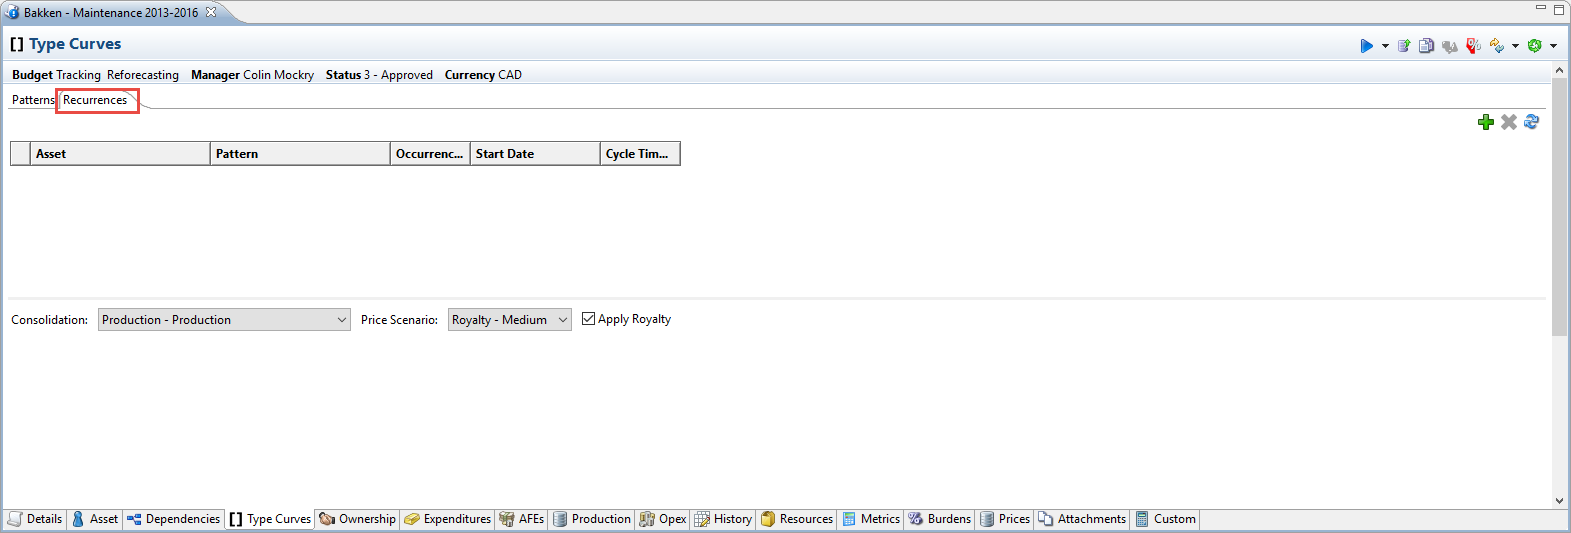 Bakken - Maintenance 2013-2016
[] Type Curves
Budget Tracking Reforecasting Manager Colin Mockry Status 3 - Approved Currency CAD
Patterns Recurrences
Asset Pattern Occurrenc... Start Date Cycle Tim...
Consolidation: Production - Production Price Scenario: Royalty - Medium Apply Royalty
Details Asset Dependencies [] Type Curves Ownership Expenditures AFEs Production Opex History Resources Metrics Burdens Prices Attachments Custom